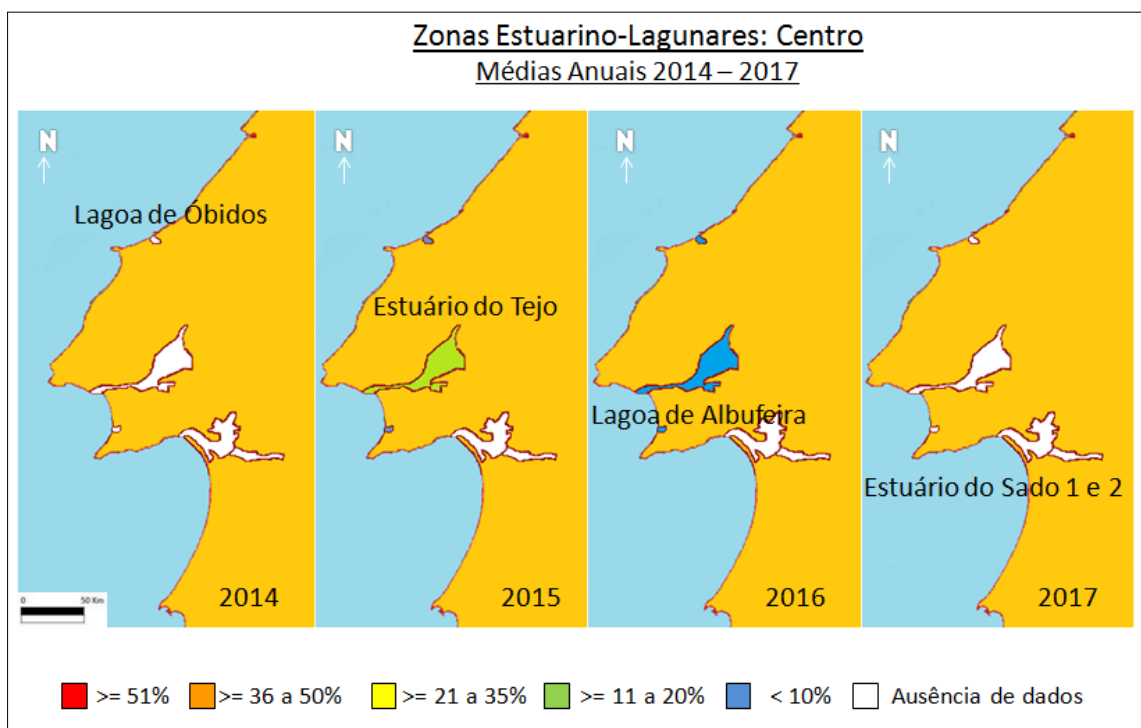 Zonas Estuarino-Lagunares: Centro
Médias Anuais 2014 – 2017
N
N
N
N
Lagoa de Óbidos
Estuário do Tejo
Lagoa de Albufeira
Estuário do Sado 1 e 2
0 50 Km
2014
2015
2016
2017
>= 51%
>= 36 a 50%
>= 21 a 35%
>= 11 a 20%
< 10%
Ausência de dados